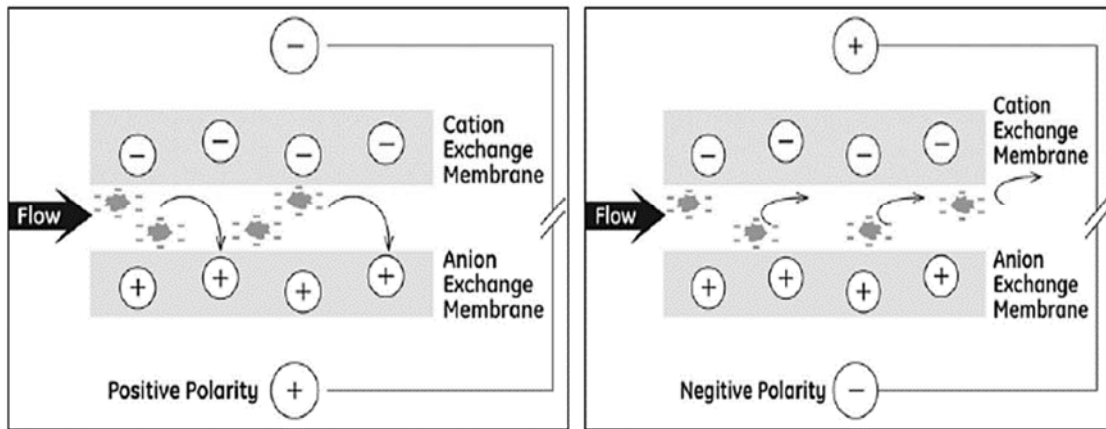 −
Cation
Exchange
Membrane
− − − −
Flow
Anion
Exchange
Membrane
+ + + +
Positive Polarity +
+
Cation
Exchange
Membrane
− − − −
Flow
Anion
Exchange
Membrane
+ + + +
Negitive Polarity −